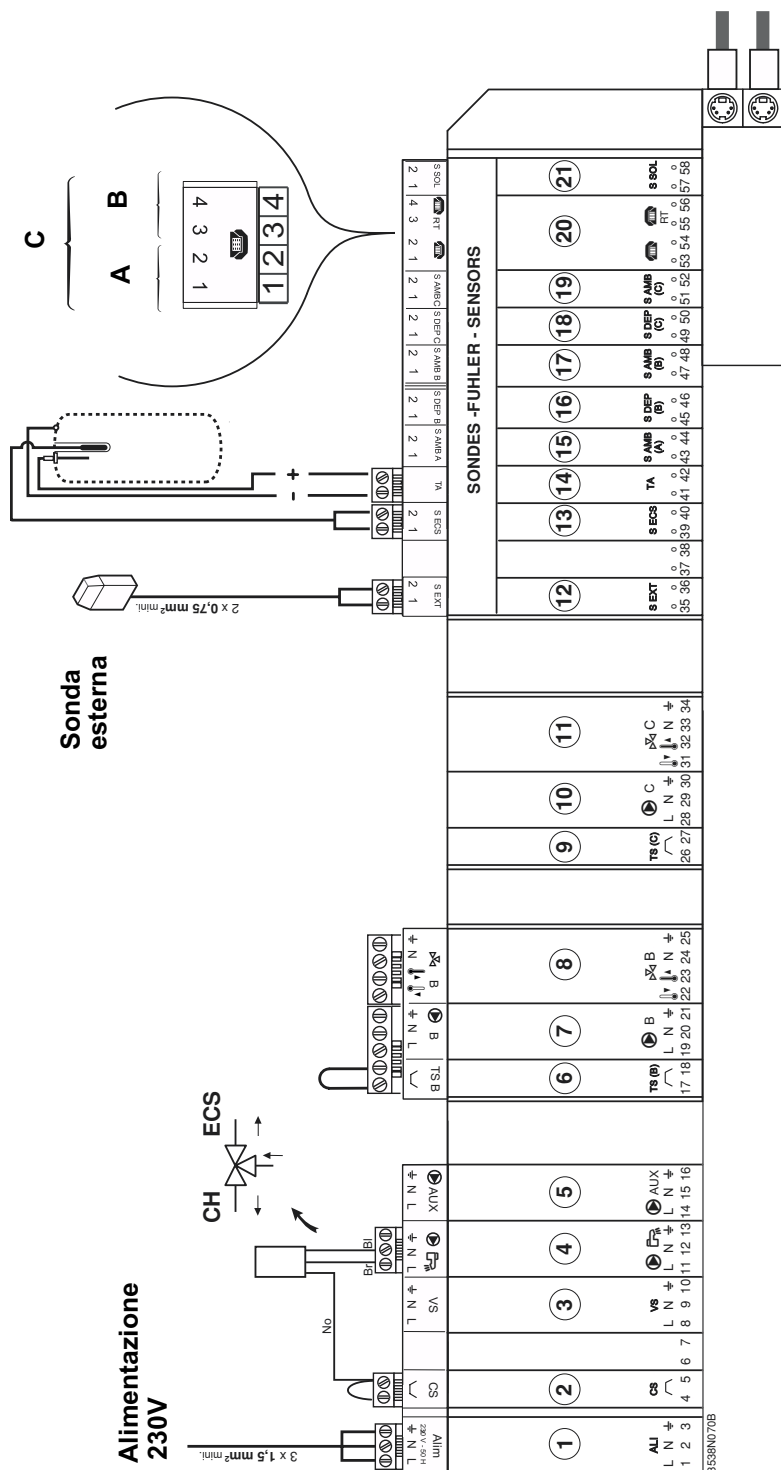 Alimentazione
230V
3 x 1,5 mm² mini.
No
Br
Bl
CH
ECS
Sonda
esterna
2 x 0,75 mm² mini.
- +
C
A
B
1 2 3 4
1 2 3 4
Alim
230 V - 50 H
L N
CS
VS
L N
L N
AUX
L N
TS B
B
L N
B
N
S EXT
1 2
S ECS
1 2
TA
S AMB A
1 2
S DEP B
1 2
S AMB B
1 2
S DEP C
1 2
S AMB C
1 2
RT
1 2 3 4
S SOL
1 2
SONDES -FUHLER - SENSORS
1 2 3 4 5 6 7 8 9 10 11 12 13 14 15 16 17 18 19 20 21
ALI
L N
1 2 3
CS
4 5
6 7
VS
L N
8 9 10
L N
11 12 13
AUX
L N
14 15 16
TS (B)
17 18
B
L N
19 20 21
B
N
22 23 24 25
TS (C)
26 27
C
L N
28 29 30
C
N
31 32 33 34
S EXT
35 36
37 38
S ECS
39 40
TA
41 42
S AMB
(A)
43 44
S DEP
(B)
45 46
S AMB
(B)
47 48
S DEP
(C)
49 50
S AMB
(C)
51 52
RT
53 54 55 56
S SOL
57 58
8538N070B